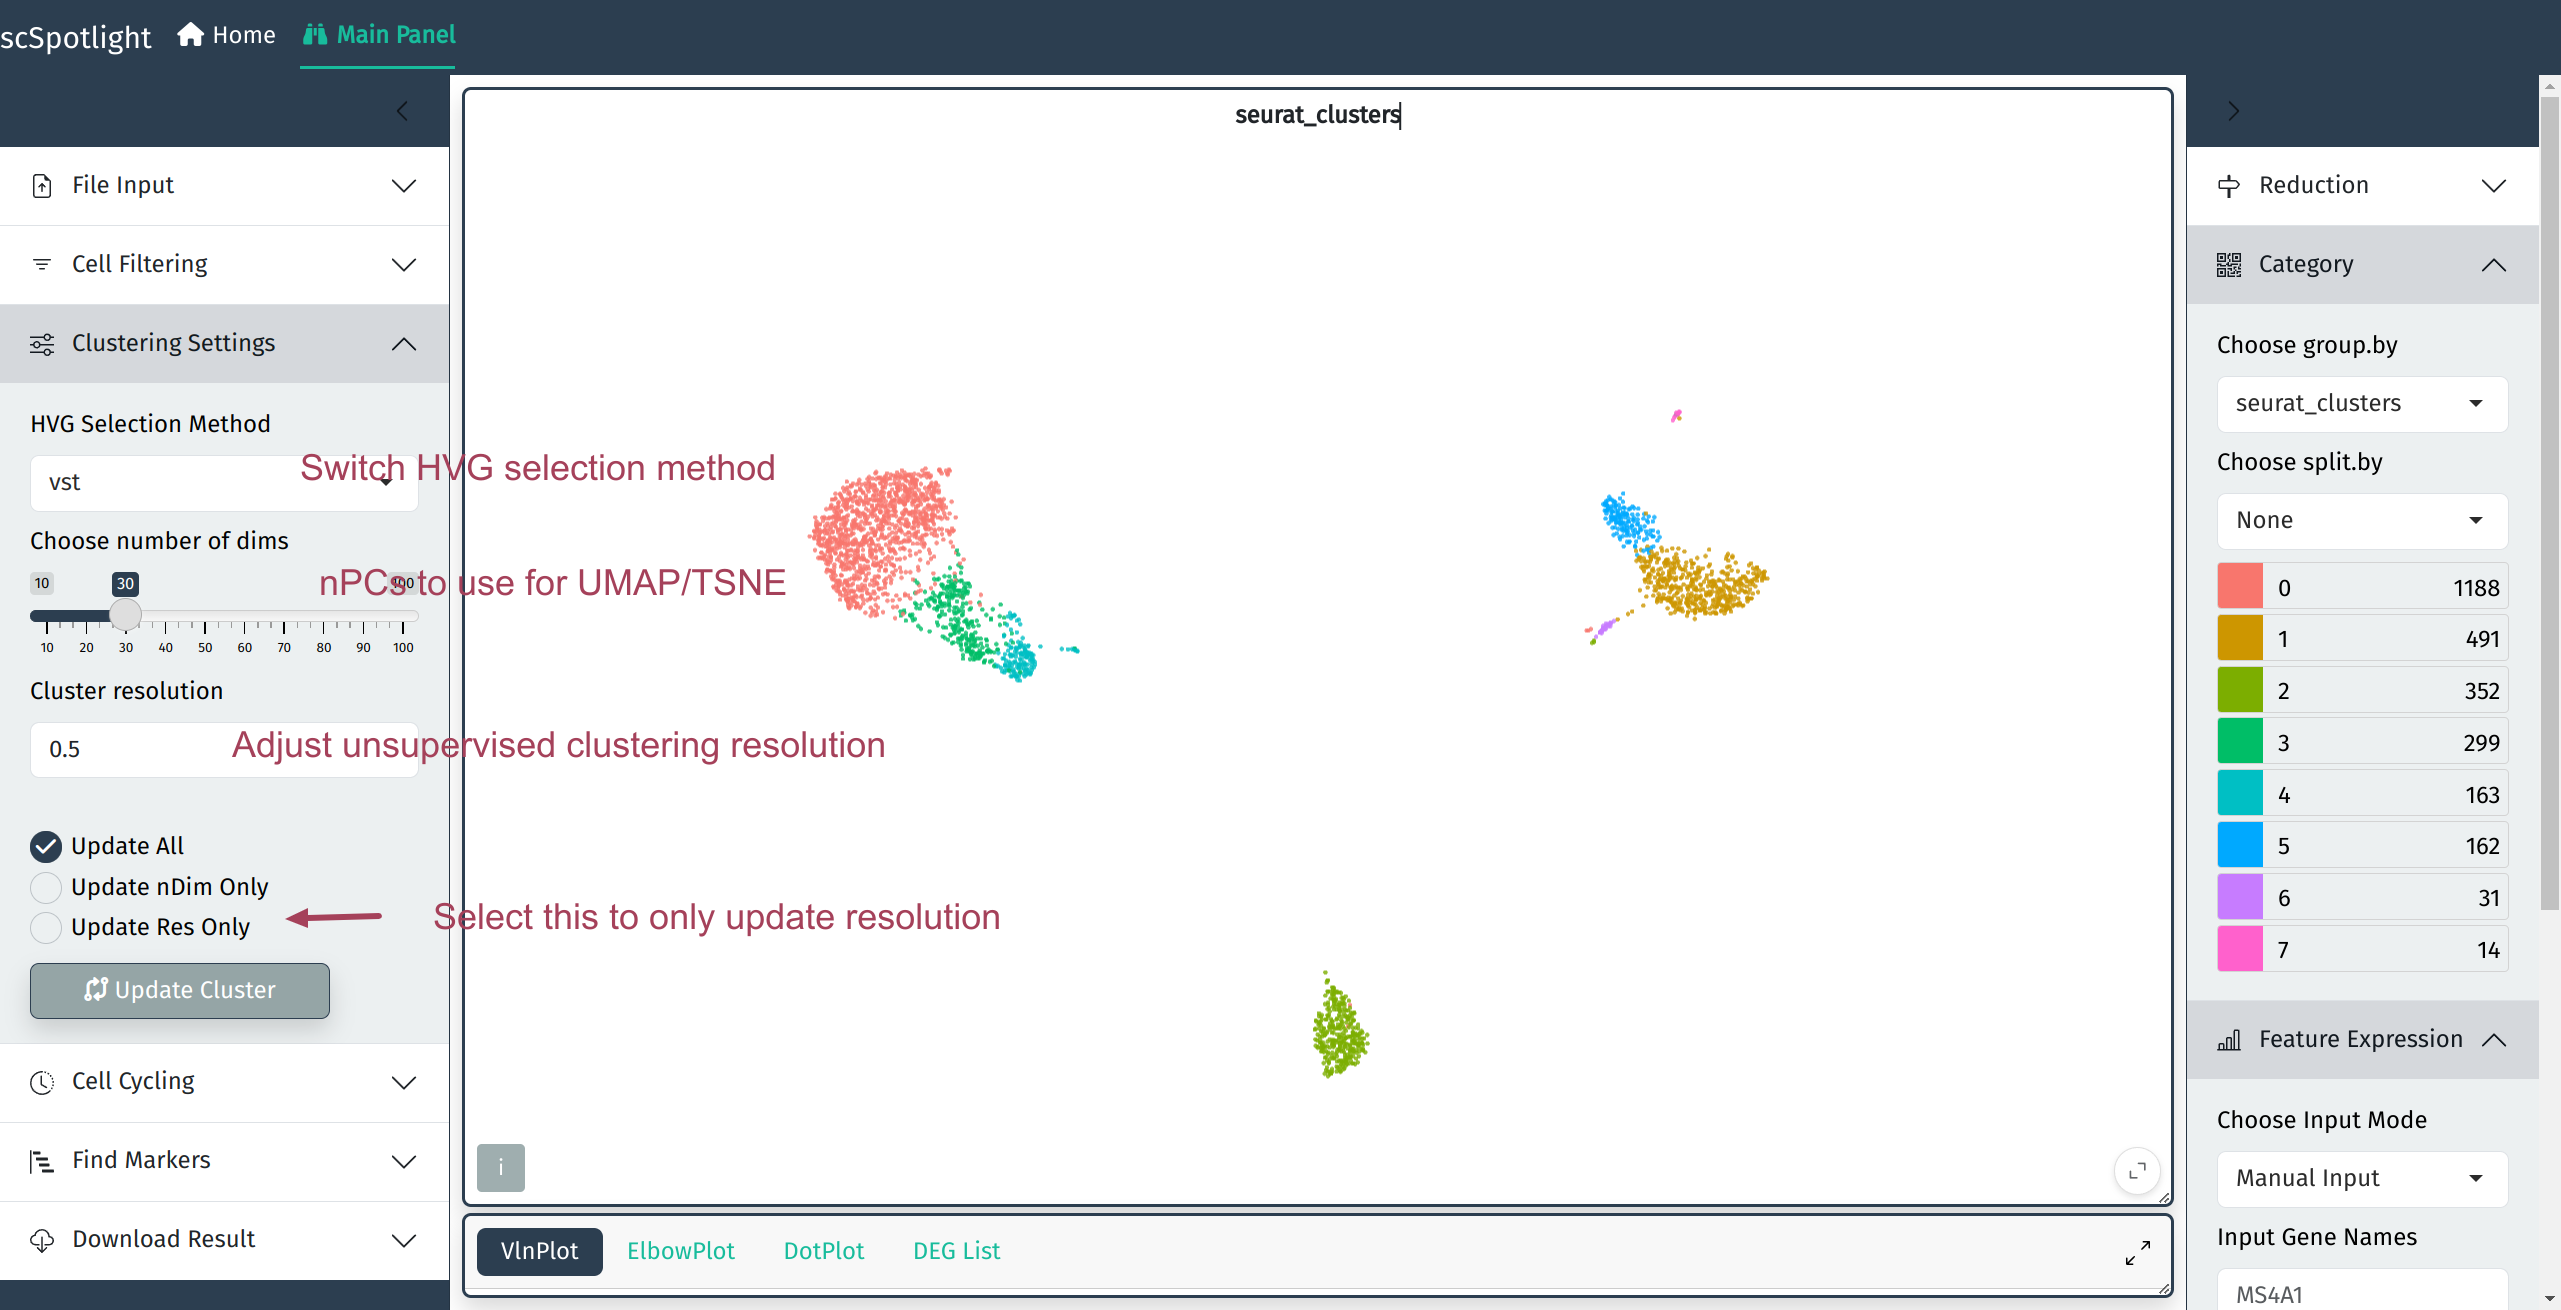 scSpotlight
Home
Main Panel
File Input
Cell Filtering
Clustering Settings
HVG Selection Method
vst
Switch HVG selection method
Choose number of dims
10
30
100
nPCs to use for UMAP/TSNE
10 20 30 40 50 60 70 80 90 100
Cluster resolution
0.5
Adjust unsupervised clustering resolution
Update All
Update nDim Only
Update Res Only
Select this to only update resolution
Update Cluster
Cell Cycling
Find Markers
Download Result
seurat_clusters
i
VlnPlot
ElbowPlot
DotPlot
DEG List
Reduction
Category
Choose group.by
seurat_clusters
Choose split.by
None
0 1188
1 491
2 352
3 299
4 163
5 162
6 31
7 14
Feature Expression
Choose Input Mode
Manual Input
Input Gene Names
MS4A1